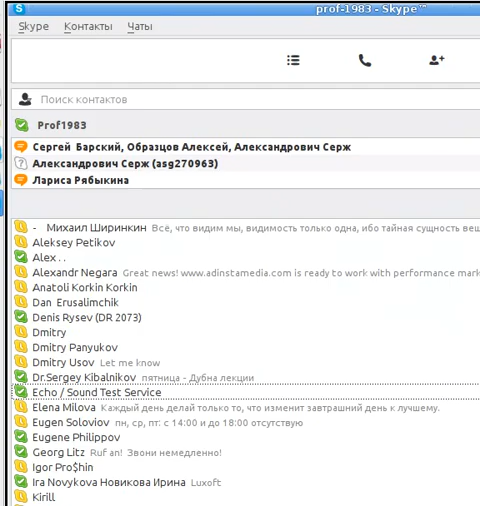 prof-1983 - Skype™
Skype Контакты Чаты
Поиск контактов
Prof1983
Сергей Барский, Образцов Алексей, Александрович Серж
Александрович Серж (asg270963)
Лариса Рябыкина
- Михаил Ширинкин Всё, что видим мы, видимость только одна, ибо тайная сущность вещ
Aleksey Petikov
Alex . .
Alexandr Negara Great news! www.adinstamedia.com is ready to work with performance mark
Anatoli Korkin Korkin
Dan Erusalimchik
Denis Rysev (DR 2073)
Dmitry
Dmitry Panyukov
Dmitry Usov Let me know
Dr.Sergey Kibalnikov пятница - Дубна лекции
Echo / Sound Test Service
Elena Milova Каждый день делай только то, что изменит завтрашний день к лучшему.
Eugen Soloviov пн, ср, пт: с 14:00 и до 18:00 отсутствую
Eugene Philippov
Georg Litz Ruf an! Звони немедленно!
Igor Pro$hin
Ira Novykova Новикова Ирина Luxoft
Kirill